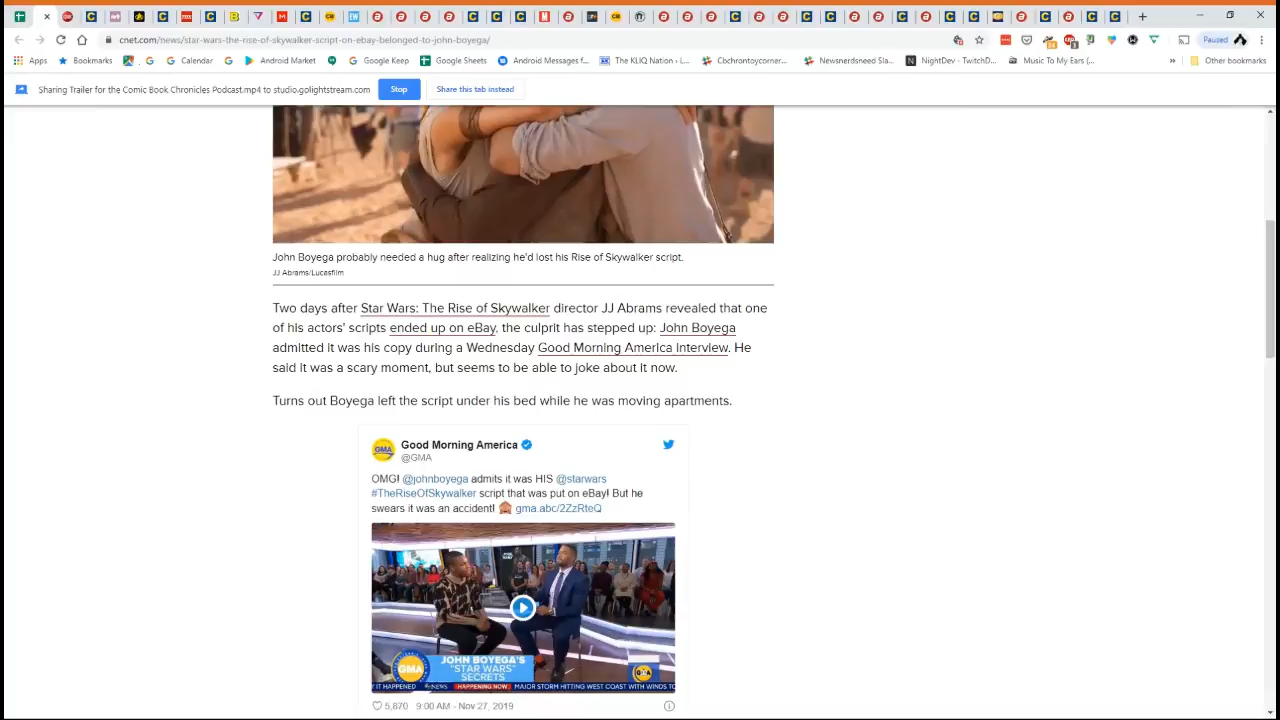 cnet.com/news/star-wars-the-rise-of-skywalker-script-on-ebay-belonged-to-john-boyega/
Paused
Apps
Bookmarks
Calendar
Android Market
Google Keep
Google Sheets
Android Messages f...
The KLIQ Nation › L...
Cbchrontoycorner...
Newsnerdsneed Sla...
NightDev - TwitchD...
Music To My Ears (...
»
Other bookmarks
Sharing Trailer for the Comic Book Chronicles Podcast.mp4 to studio.golightstream.com
Stop
Share this tab instead
John Boyega probably needed a hug after realizing he'd lost his Rise of Skywalker script.
JJ Abrams/Lucasfilm
Two days after Star Wars: The Rise of Skywalker director JJ Abrams revealed that one
of his actors' scripts ended up on eBay, the culprit has stepped up: John Boyega
admitted it was his copy during a Wednesday Good Morning America interview. He
said it was a scary moment, but seems to be able to joke about it now.
Turns out Boyega left the script under his bed while he was moving apartments.
GMA
Good Morning America
@GMA
OMG! @johnboyega admits it was HIS @starwars
#TheRiseOfSkywalker script that was put on eBay! But he
swears it was an accident! 🙈 gma.abc/2ZzRteQ
GMA
JOHN BOYEGA'S
"STAR WARS"
SECRETS
GMA
IT HAPPENED
NEWS
HAPPENING NOW
MAJOR STORM HITTING WEST COAST WITH WINDS TO
5,870
9:00 AM - Nov 27, 2019